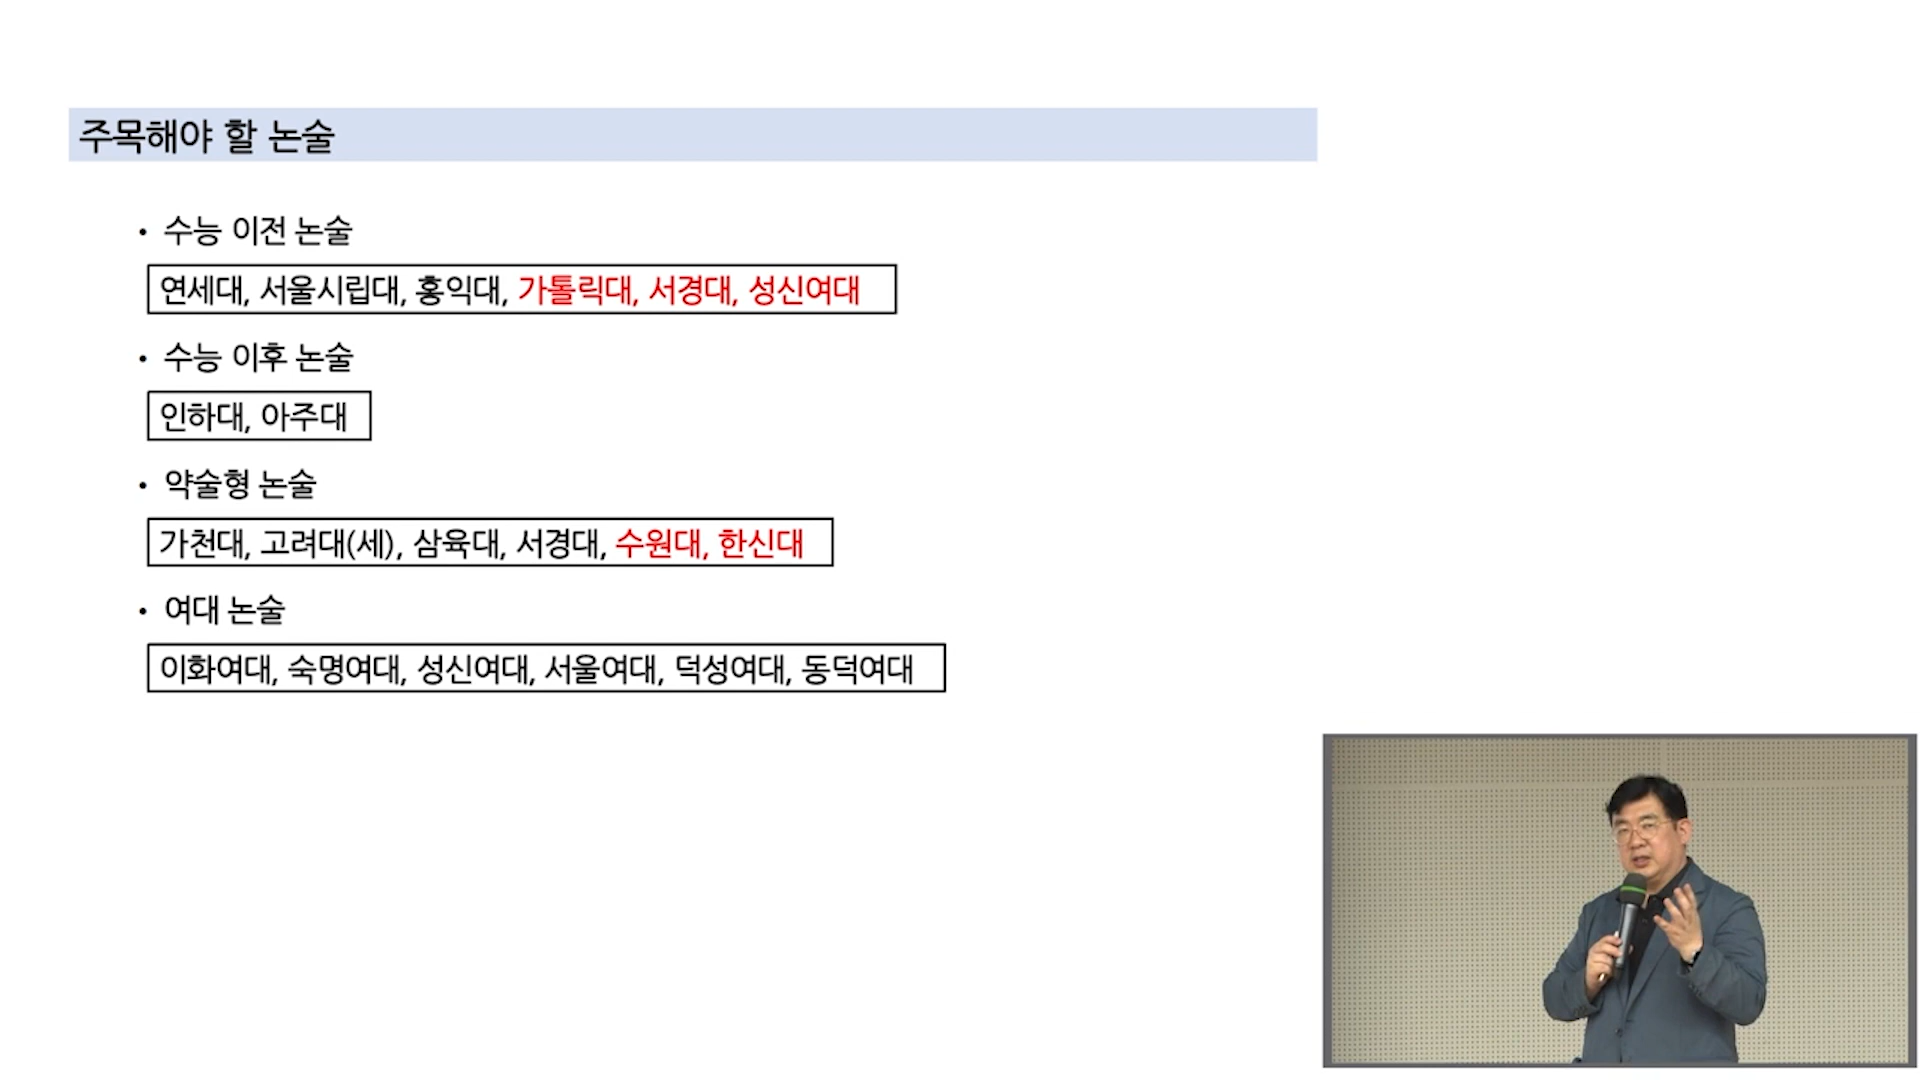 주목해야 할 논술
• 수능 이전 논술
연세대, 서울시립대, 홍익대, 가톨릭대, 서경대, 성신여대
• 수능 이후 논술
인하대, 아주대
• 약술형 논술
가천대, 고려대(세), 삼육대, 서경대, 수원대, 한신대
• 여대 논술
이화여대, 숙명여대, 성신여대, 서울여대, 덕성여대, 동덕여대